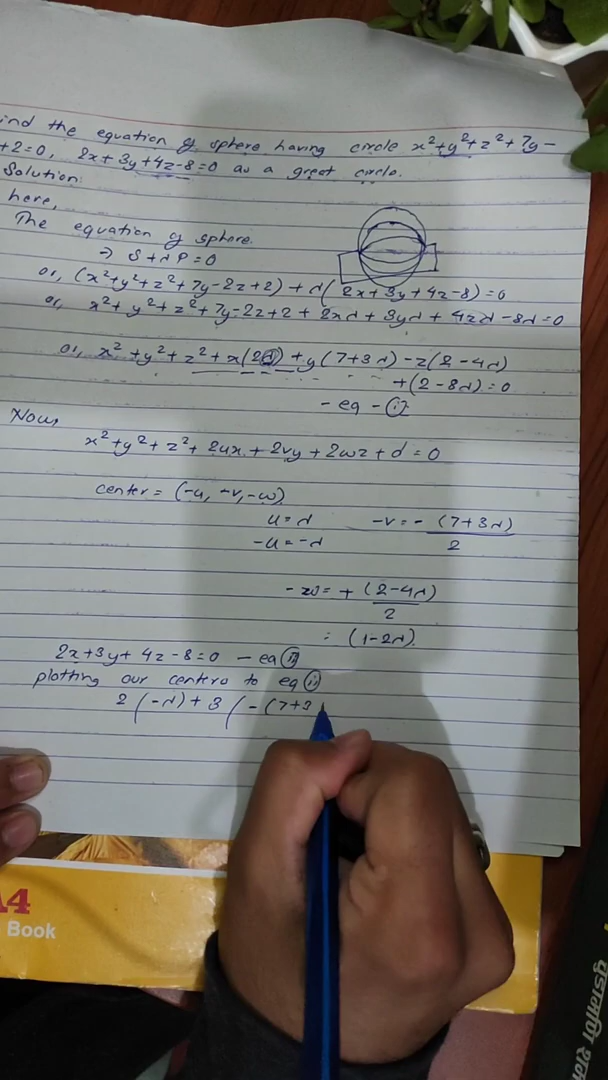 ind the equation of sphere having circle x²+y²+z²+7y-
+2=0, 2x+3y+4z-8=0 as a great circle.
Solution:
here,
The equation of sphere.
⇒ S+λP=0
or, (x²+y²+z²+7y-2z+2) + λ(2x+3y+4z-8)=0
or, x²+y²+z²+7y-2z+2+2xλ+3yλ+4zλ-8λ=0
or, x²+y²+z²+x(2λ)+y(7+3λ)-z(2-4λ)
+(2-8λ)=0
- eq - (i)
Now,
x²+y²+z²+2ux+2vy+2wz+d=0
center = (-u, -v, -w)
u=λ -v=-(7+3λ)
-u=-λ 2
-w=+(2-4λ)
2
= (1-2λ).
2x+3y+4z-8=0 - eq (ii)
plotting our centra to eq (ii)
2(-λ)+3(-(7+3
A4
Book